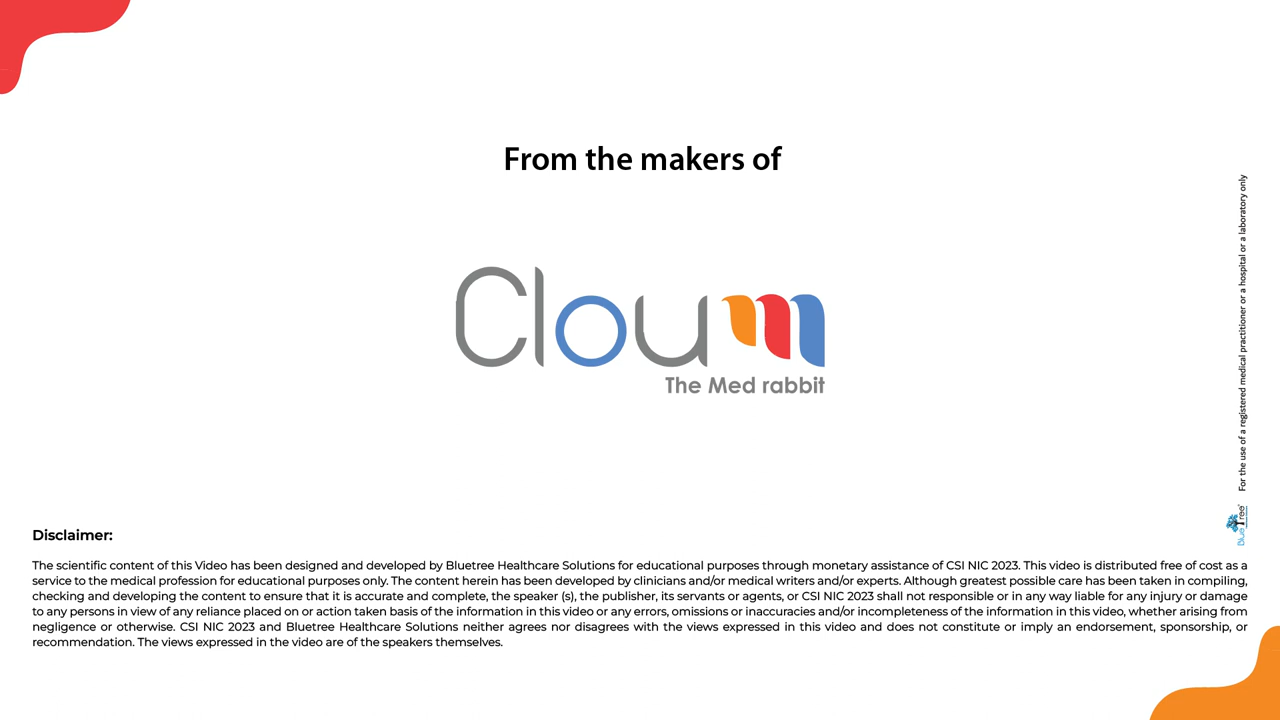 From the makers of
Cloum
The Med rabbit
For the use of a registered medical practitioner or a hospital or a laboratory only
BlueTree
Disclaimer:
The scientific content of this Video has been designed and developed by Bluetree Healthcare Solutions for educational purposes through monetary assistance of CSI NIC 2023. This video is distributed free of cost as a
service to the medical profession for educational purposes only. The content herein has been developed by clinicians and/or medical writers and/or experts. Although greatest possible care has been taken in compiling,
checking and developing the content to ensure that it is accurate and complete, the speaker (s), the publisher, its servants or agents, or CSI NIC 2023 shall not responsible or in any way liable for any injury or damage
to any persons in view of any reliance placed on or action taken basis of the information in this video or any errors, omissions or inaccuracies and/or incompleteness of the information in this video, whether arising from
negligence or otherwise. CSI NIC 2023 and Bluetree Healthcare Solutions neither agrees nor disagrees with the views expressed in this video and does not constitute or imply an endorsement, sponsorship, or
recommendation. The views expressed in the video are of the speakers themselves.